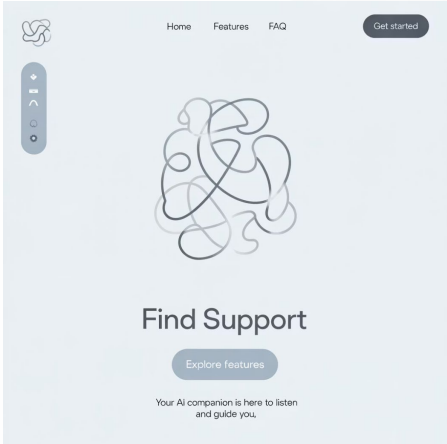 Home Features FAQ Get started
Find Support
Explore features
Your Ai companion is here to listen
and guide you,